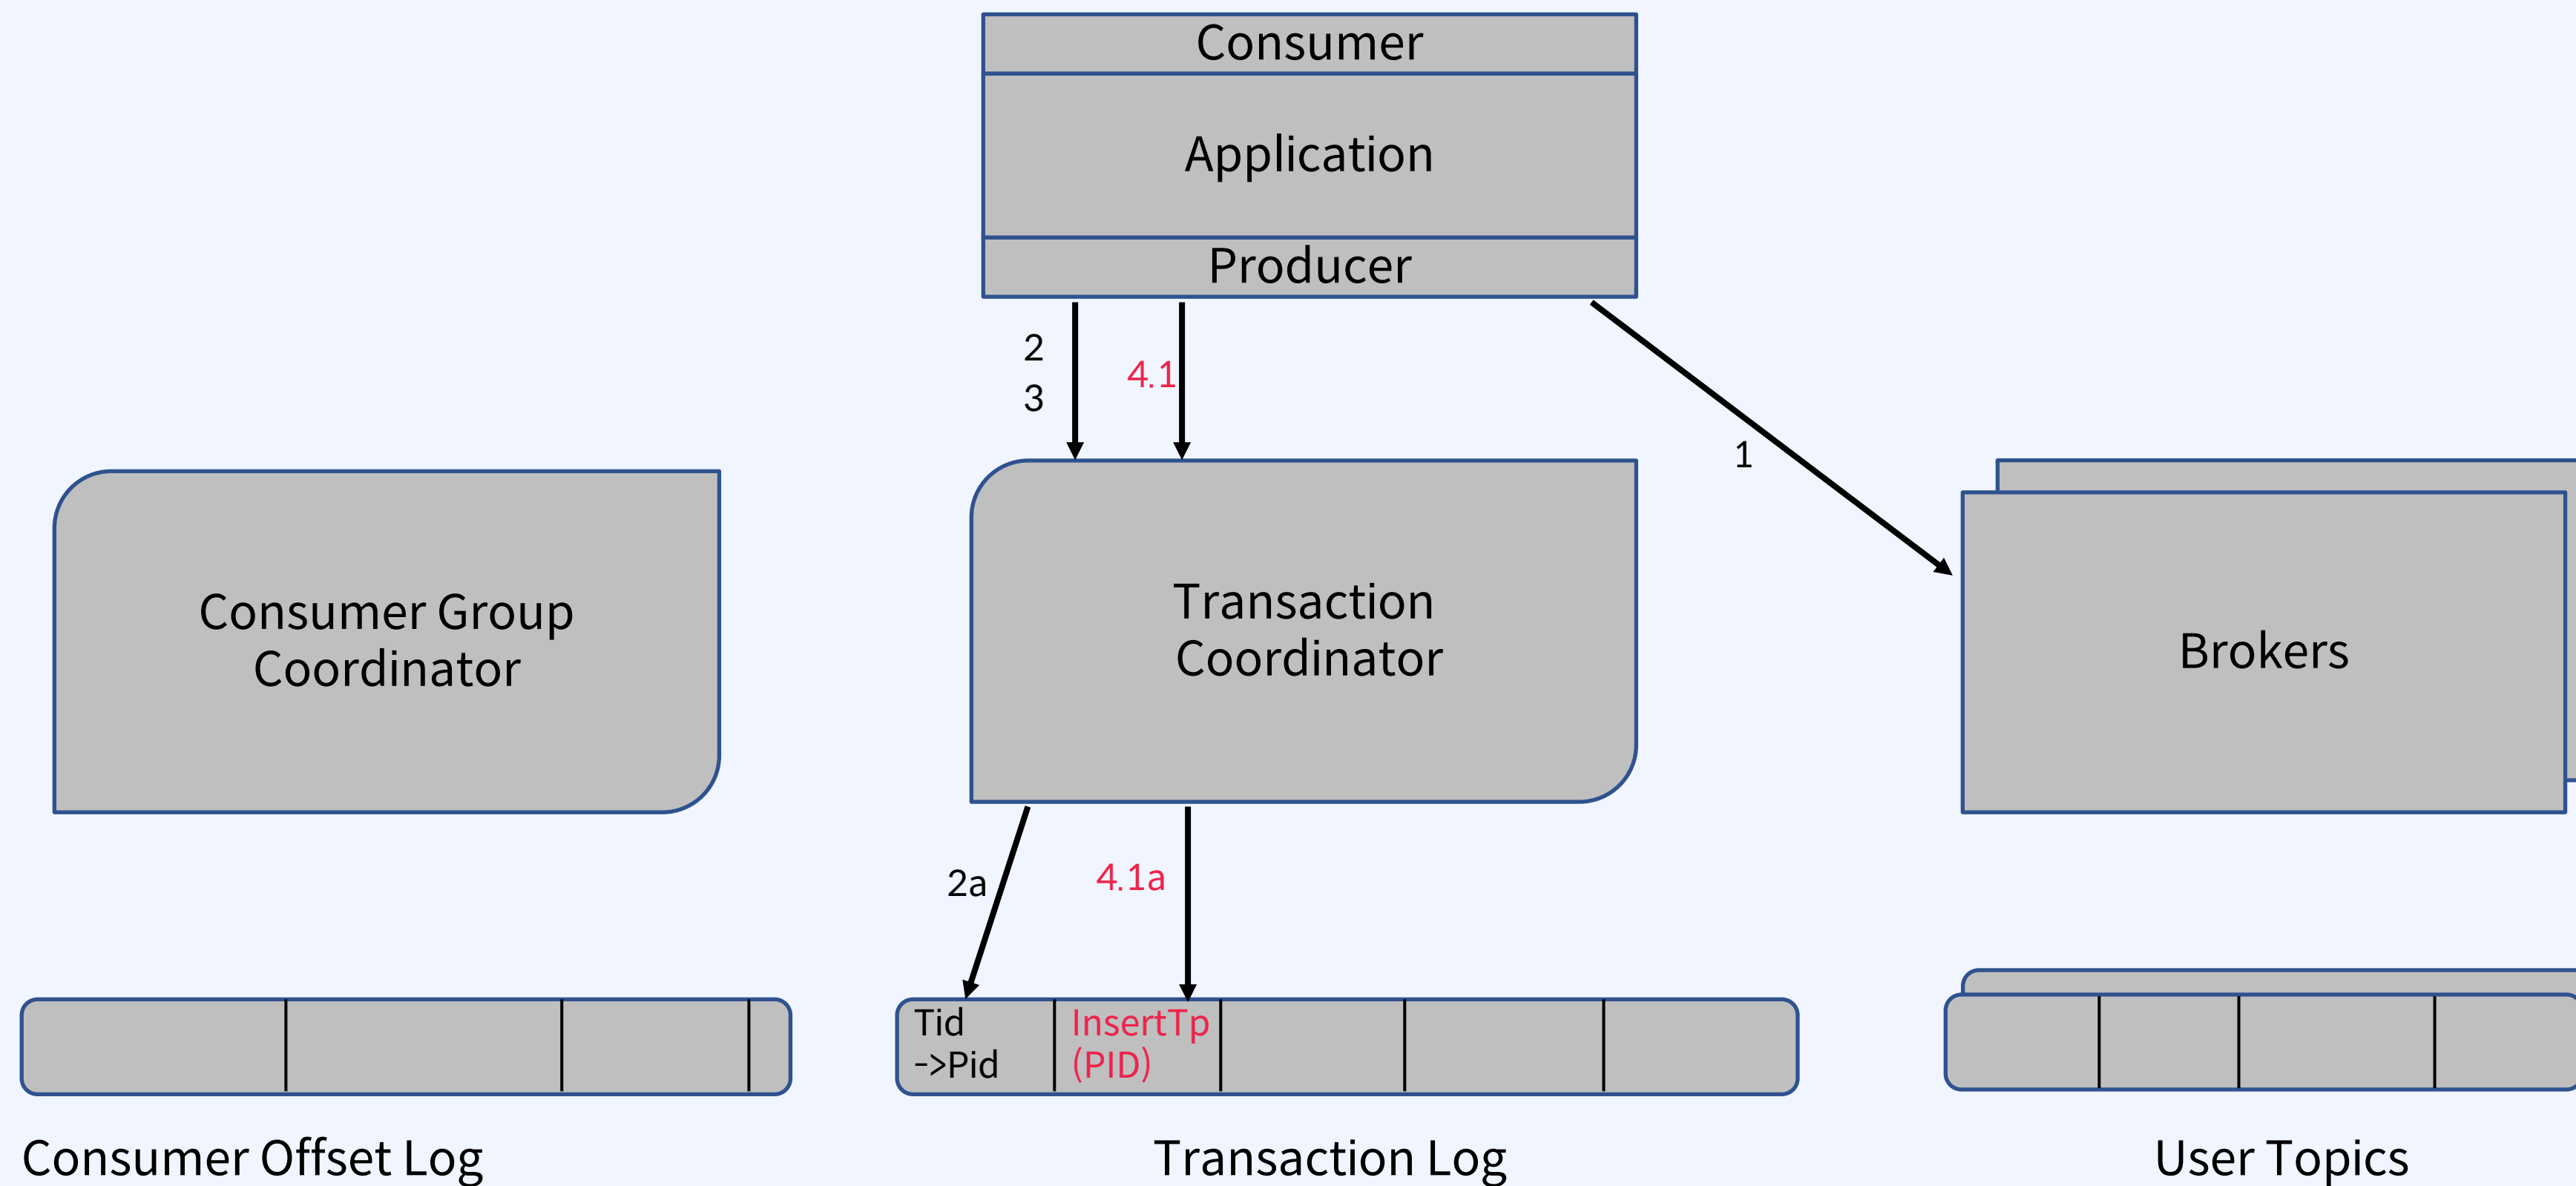 Consumer
Application
Producer
2
3
4.1
1
Consumer Group
Coordinator
Transaction
Coordinator
Brokers
2a
4.1a
Tid
->Pid
InsertTp
(PID)
Consumer Offset Log
Transaction Log
User Topics